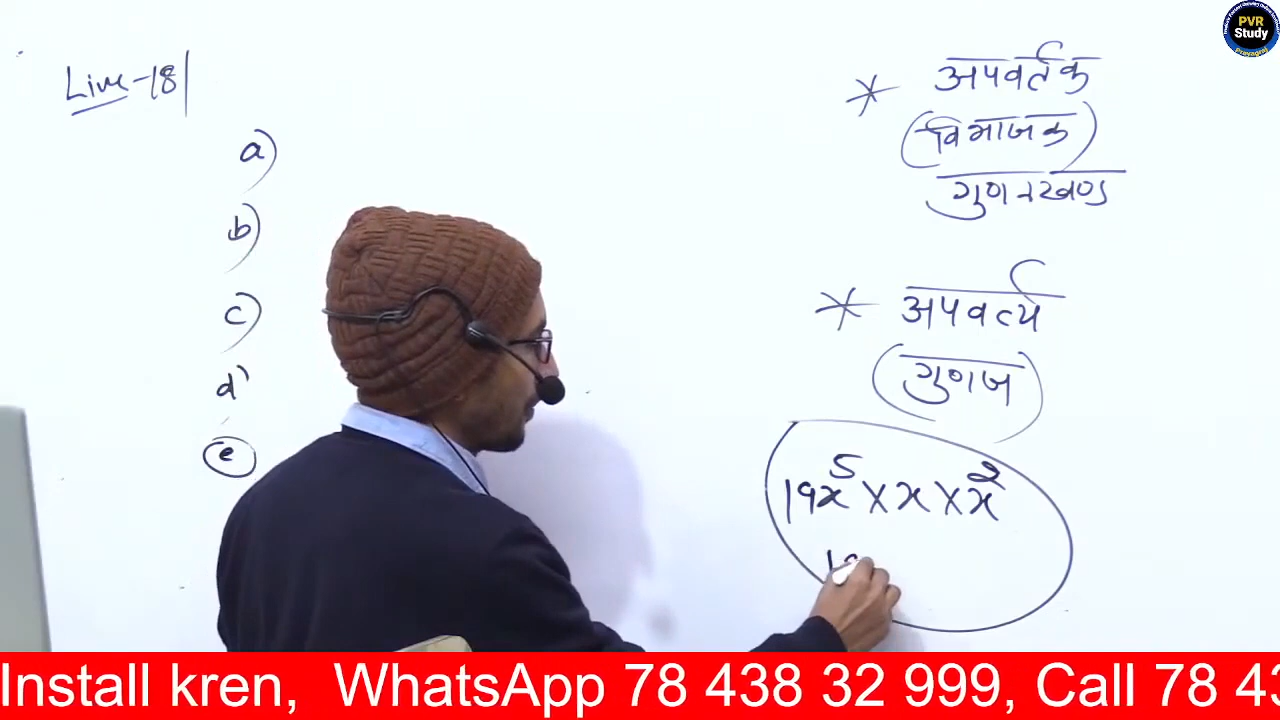 Live-18
a)
b)
c)
d)
e
* अपवर्तक
(विभाजक)
गुणनखण्ड
* अपवर्त्य
(गुणज)
19x⁵ × x × x²
PVR
Study
Prayagraj
Install kren, WhatsApp 78 438 32 999, Call 78 43